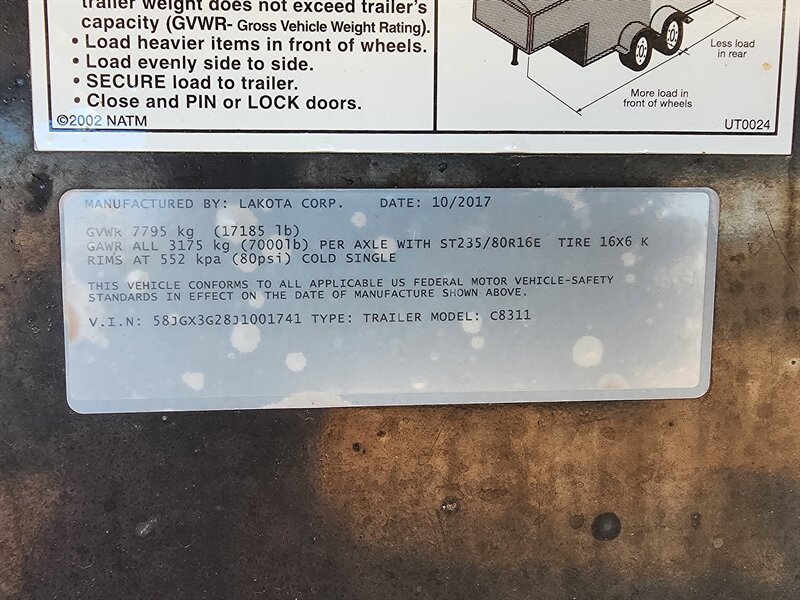 trailer weight does not exceed trailer's
capacity (GVWR- Gross Vehicle Weight Rating).
• Load heavier items in front of wheels.
• Load evenly side to side.
• SECURE load to trailer.
• Close and PIN or LOCK doors.
©2002 NATM
Less load
in rear
More load in
front of wheels
UT0024
MANUFACTURED BY: LAKOTA CORP. DATE: 10/2017
GVWR 7795 kg (17185 lb)
GAWR ALL 3175 kg (7000lb) PER AXLE WITH ST235/80R16E TIRE 16X6 K
RIMS AT 552 kpa (80psi) COLD SINGLE
THIS VEHICLE CONFORMS TO ALL APPLICABLE US FEDERAL MOTOR VEHICLE-SAFETY
STANDARDS IN EFFECT ON THE DATE OF MANUFACTURE SHOWN ABOVE.
V.I.N: 58JGX3G28J1001741 TYPE: TRAILER MODEL: C8311